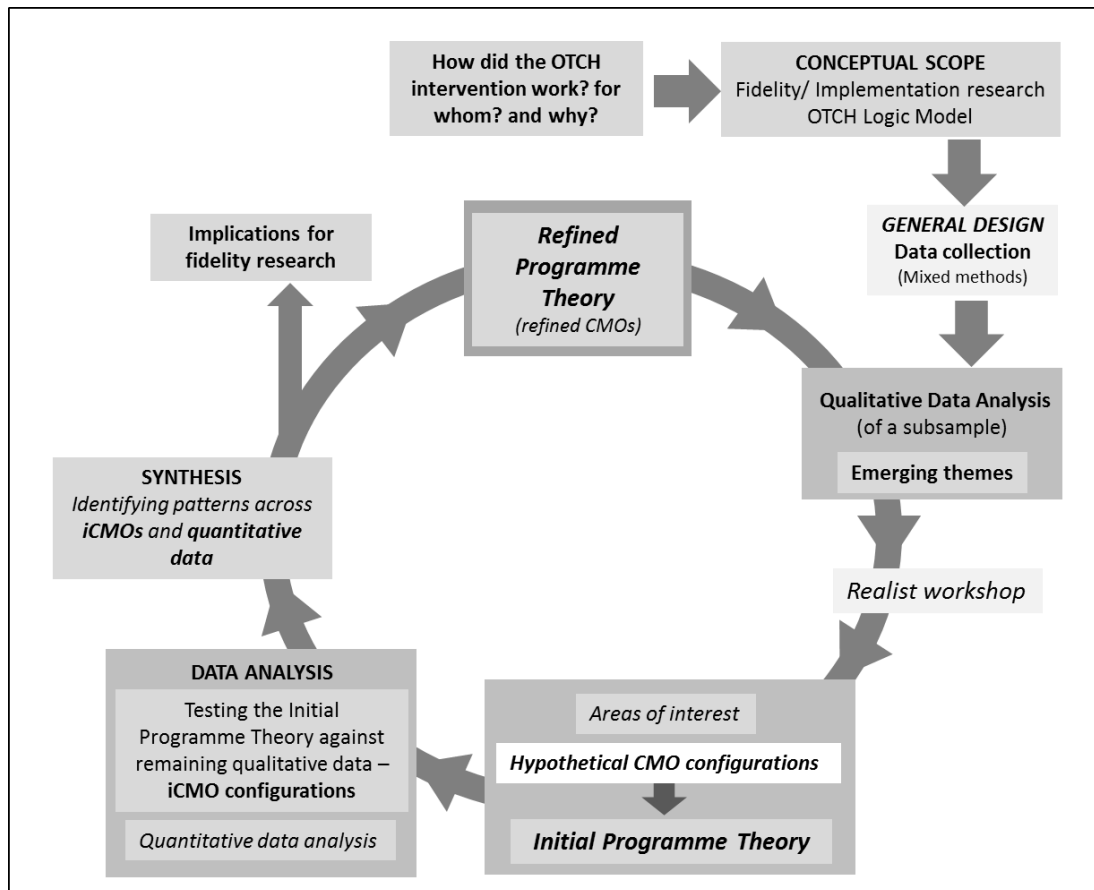 How did the OTCH
intervention work? for
whom? and why?
CONCEPTUAL SCOPE
Fidelity/ Implementation research
OTCH Logic Model
GENERAL DESIGN
Data collection
(Mixed methods)
Qualitative Data Analysis
(of a subsample)
Emerging themes
Realist workshop
Areas of interest
Hypothetical CMO configurations
Initial Programme Theory
DATA ANALYSIS
Testing the Initial
Programme Theory against
remaining qualitative data –
iCMO configurations
Quantitative data analysis
SYNTHESIS
Identifying patterns across
iCMOs and quantitative
data
Implications for
fidelity research
Refined
Programme
Theory
(refined CMOs)